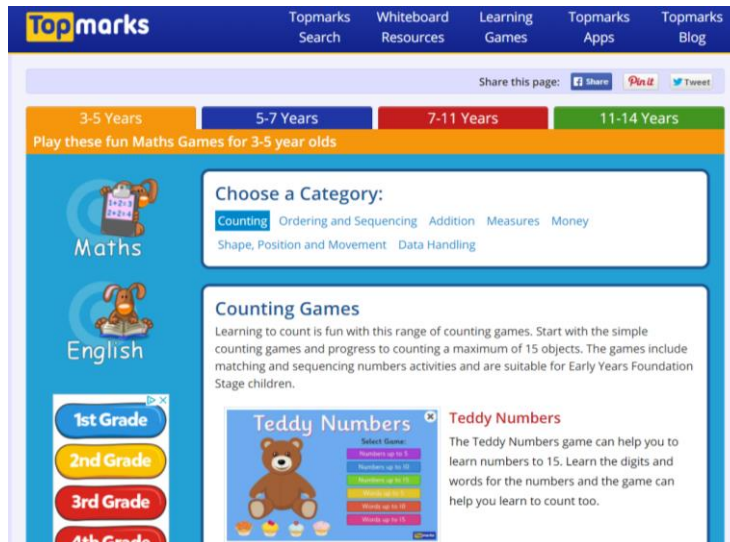 Topmarks
Topmarks Search
Whiteboard Resources
Learning Games
Topmarks Apps
Topmarks Blog
Share this page:
Share
Pin it
Tweet
3-5 Years
5-7 Years
7-11 Years
11-14 Years
Play these fun Maths Games for 3-5 year olds
1+2=3
Maths
English
Choose a Category:
Counting Ordering and Sequencing Addition Measures Money
Shape, Position and Movement Data Handling
Counting Games
Learning to count is fun with this range of counting games. Start with the simple
counting games and progress to counting a maximum of 15 objects. The games include
matching and sequencing numbers activities and are suitable for Early Years Foundation
Stage children.
Teddy Numbers
Select Game:
Numbers up to 5
Numbers up to 10
Numbers up to 15
Words up to 5
Words up to 10
Words up to 15
Teddy Numbers
The Teddy Numbers game can help you to
learn numbers to 15. Learn the digits and
words for the numbers and the game can
help you learn to count too.
1st Grade
2nd Grade
3rd Grade
4th Grade